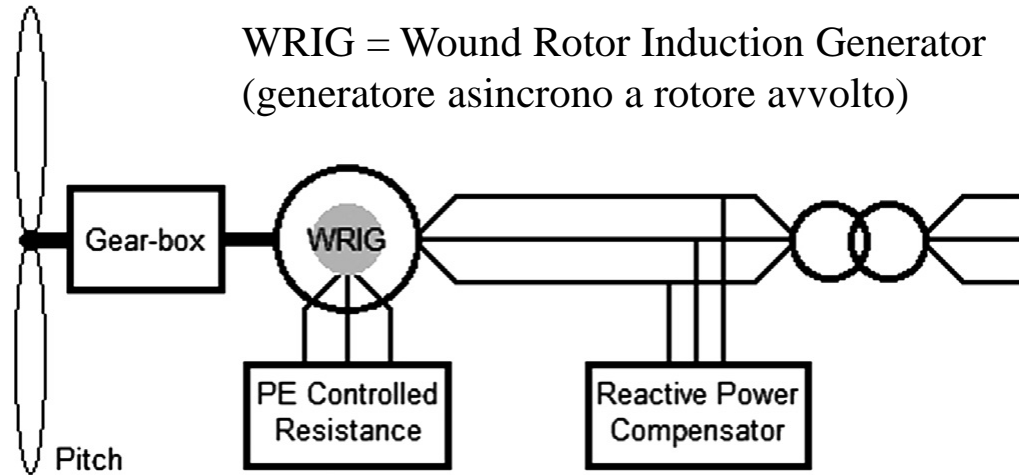 WRIG = Wound Rotor Induction Generator
(generatore asincrono a rotore avvolto)
Gear-box
WRIG
PE Controlled
Resistance
Reactive Power
Compensator
Pitch